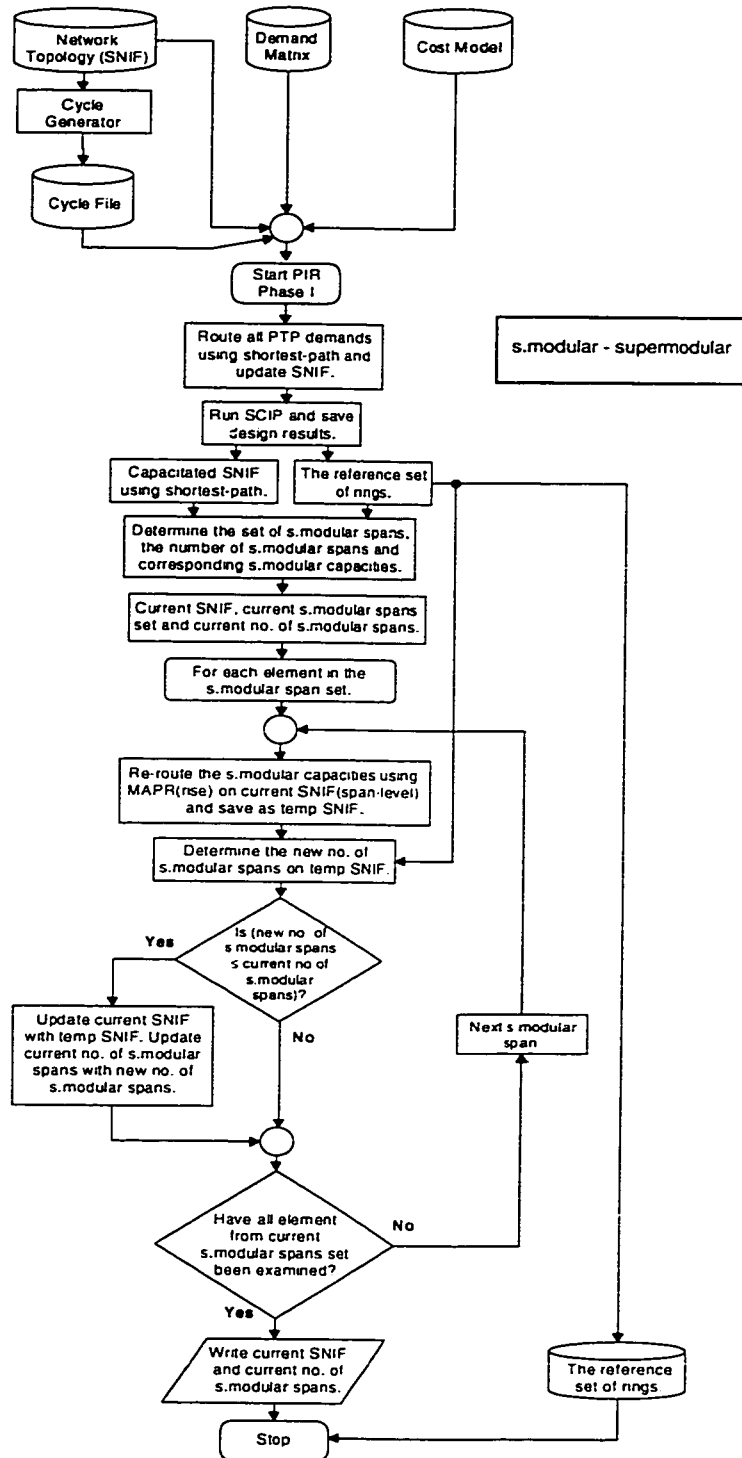 Network
Topology (SNIF)
Demand
Matrix
Cost Model
Cycle
Generator
Cycle File
Start PIR
Phase I
Route all PTP demands
using shortest-path and
update SNIF.
s.modular - supermodular
Run SCIP and save
design results.
Capacitated SNIF
using shortest-path.
The reference set
of rings.
Determine the set of s.modular spans,
the number of s.modular spans and
corresponding s.modular capacities.
Current SNIF, current s.modular spans
set and current no. of s.modular spans.
For each element in the
s.modular span set.
Re-route the s.modular capacities using
MAPR(rise) on current SNIF(span-level)
and save as temp SNIF.
Determine the new no. of
s.modular spans on temp SNIF.
Yes
Is (new no. of
s modular spans
≤ current no of
s.modular
spans)?
No
Update current SNIF
with temp SNIF. Update
current no. of s.modular
spans with new no. of
s.modular spans.
Next s modular
span
Have all element
from current
s.modular spans set
been examined?
No
Yes
Write current SNIF
and current no. of
s.modular spans.
The reference
set of rings
Stop